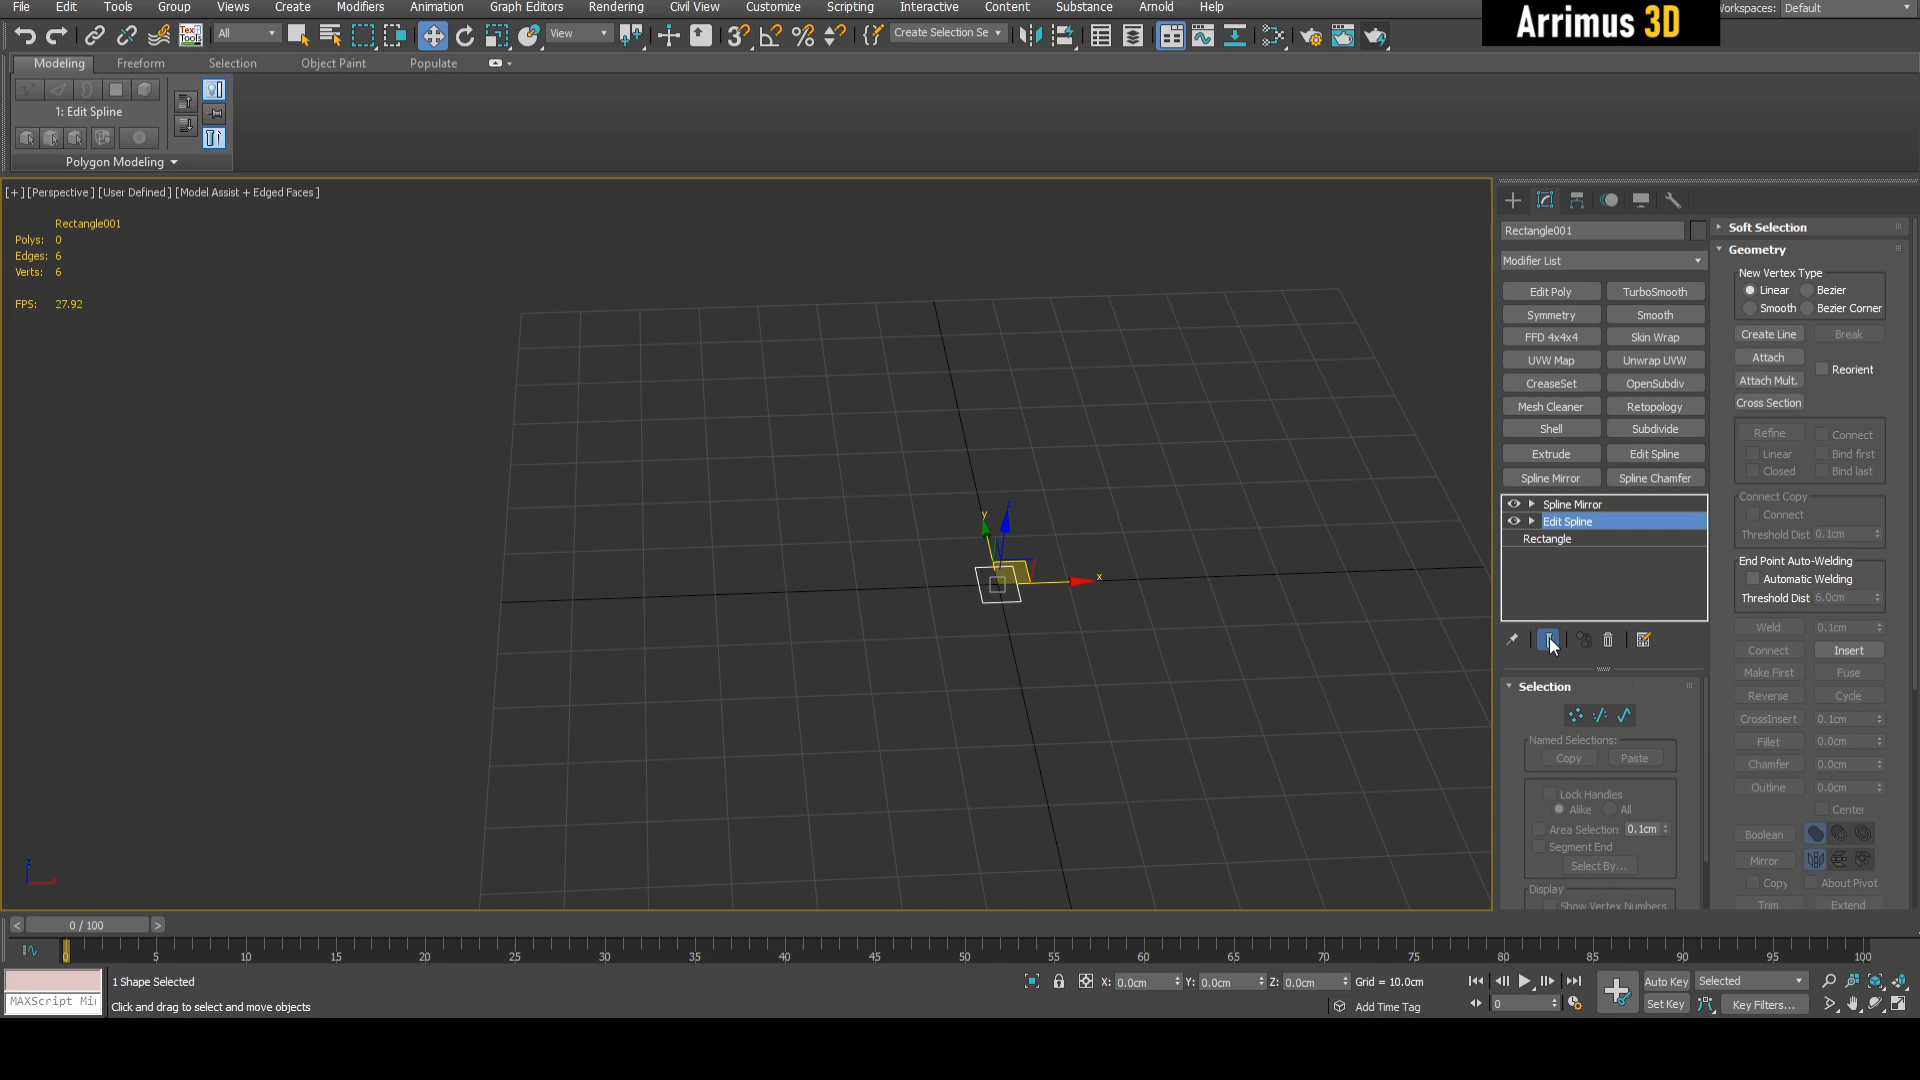 File Edit Tools Group Views Create Modifiers Animation Graph Editors Rendering Civil View Customize Scripting Interactive Content Substance Arnold Help
Arrimus 3D
Workspaces: Default
All
View
Create Selection Se
Modeling Freeform Selection Object Paint Populate
1: Edit Spline
Polygon Modeling
[+] [Perspective] [User Defined] [Model Assist + Edged Faces]
Rectangle001
Polys: 0
Edges: 6
Verts: 6
FPS: 27.92
y
z
x
Rectangle001
Modifier List
Edit Poly TurboSmooth
Symmetry Smooth
FFD 4x4x4 Skin Wrap
UVW Map Unwrap UVW
CreaseSet OpenSubdiv
Mesh Cleaner Retopology
Shell Subdivide
Extrude Edit Spline
Spline Mirror Spline Chamfer
Spline Mirror
Edit Spline
Rectangle
Selection
Named Selections:
Copy Paste
Lock Handles
Alike All
Area Selection 0.1cm
Segment End
Select By...
Display
Show Vertex Numbers
Soft Selection
Geometry
New Vertex Type
Linear Bezier
Smooth Bezier Corner
Create Line Break
Attach
Reorient
Attach Mult.
Cross Section
Refine Connect
Linear Bind first
Closed Bind last
Connect Copy
Connect
Threshold Dist 0.1cm
End Point Auto-Welding
Automatic Welding
Threshold Dist 6.0cm
Weld 0.1cm
Connect Insert
Make First Fuse
Reverse Cycle
CrossInsert 0.1cm
Fillet 0.0cm
Chamfer 0.0cm
Outline 0.0cm
Center
Boolean
Mirror
Copy About Pivot
Trim Extend
< 0 / 100 >
0 5 10 15 20 25 30 35 40 45 50 55 60 65 70 75 80 85 90 95 100
MAXScript Mi
1 Shape Selected
Click and drag to select and move objects
X: 0.0cm Y: 0.0cm Z: 0.0cm Grid = 10.0cm
Add Time Tag
0
Auto Key Selected
Set Key Key Filters...